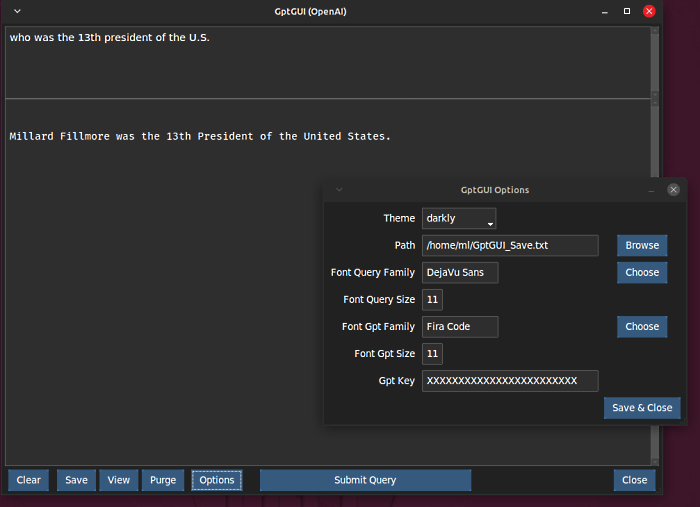 GptGUI (OpenAI)
who was the 13th president of the U.S.
Millard Fillmore was the 13th President of the United States.
GptGUI Options
Theme darkly
Path /home/ml/GptGUI_Save.txt Browse
Font Query Family DejaVu Sans Choose
Font Query Size 11
Font Gpt Family Fira Code Choose
Font Gpt Size 11
Gpt Key XXXXXXXXXXXXXXXXXXXXXXXX
Save & Close
Clear Save View Purge Options Submit Query Close